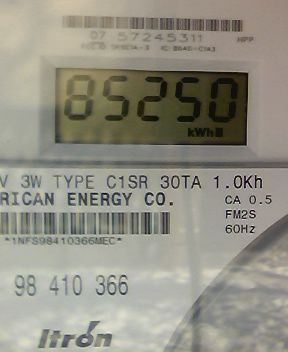 07 57245311 HPP
85250
kWh
V 3W TYPE C1SR 30TA 1.0Kh
RICAN ENERGY CO. CA 0.5
FM2S
60Hz
*1NFS98410366MEC*
98 410 366
Itron